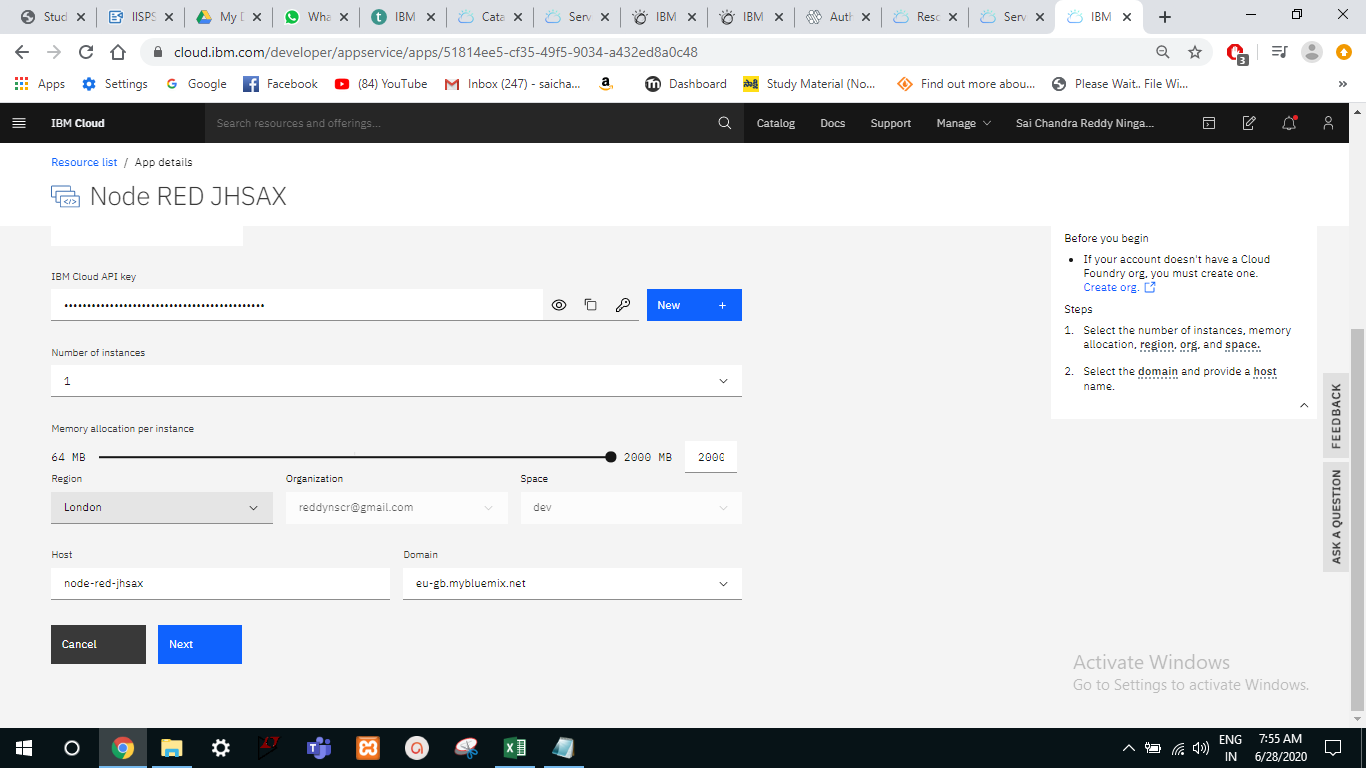 Stud
IISPS
My D
Wha
IBM
Cata
Serv
IBM
IBM
Auth
Reso
Serv
IBM
cloud.ibm.com/developer/appservice/apps/51814ee5-cf35-49f5-9034-a432ed8a0c48
3
Apps
Settings
Google
Facebook
(84) YouTube
Inbox (247) - saicha...
Dashboard
Study Material (No...
Find out more abou...
Please Wait.. File Wi...
IBM Cloud
Search resources and offerings...
Catalog
Docs
Support
Manage
Sai Chandra Reddy Ninga...
Resource list / App details
Node RED JHSAX
IBM Cloud API key
••••••••••••••••••••••••••••••••••••••••••••
New +
Number of instances
1
Memory allocation per instance
64 MB
2000 MB
2000
Region
Organization
Space
London
reddynscr@gmail.com
dev
Host
Domain
node-red-jhsax
eu-gb.mybluemix.net
Cancel
Next
Before you begin
• If your account doesn't have a Cloud
Foundry org, you must create one.
Create org.
Steps
1. Select the number of instances, memory
allocation, region, org, and space.
2. Select the domain and provide a host
name.
FEEDBACK
ASK A QUESTION
Activate Windows
Go to Settings to activate Windows.
ENG
IN
7:55 AM
6/28/2020